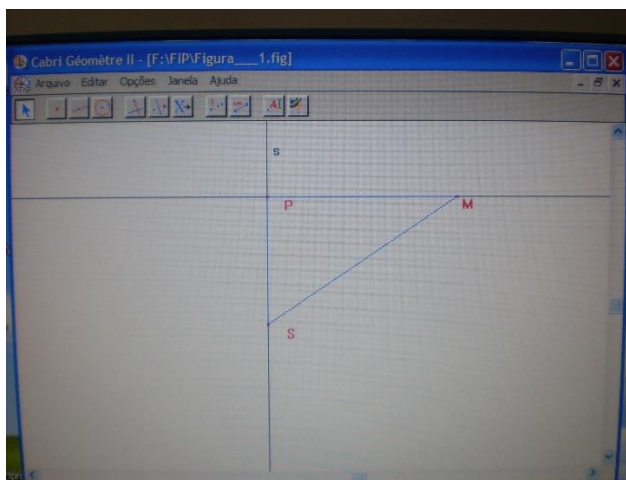 Cabri Géomètre II - [F:\FIP\Figura___1.fig]
Arquivo Editar Opções Janela Ajuda
s
P
M
S